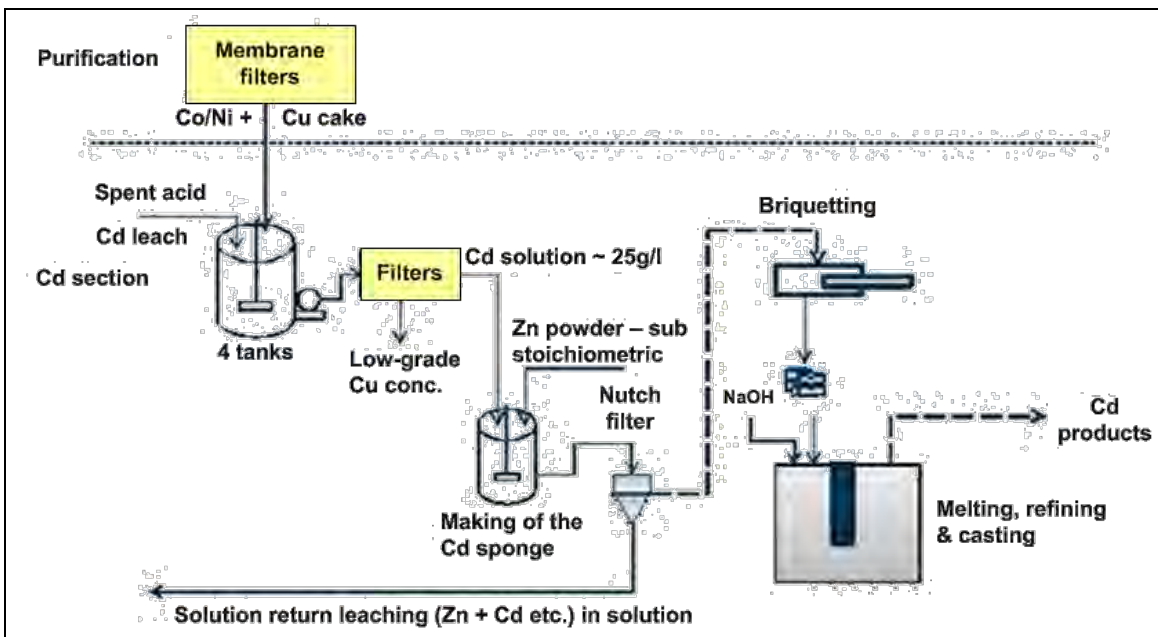 Purification
Membrane
filters
Co/Ni + Cu cake
Spent acid
Cd leach
Cd section
4 tanks
Filters
Cd solution ~ 25g/l
Low-grade
Cu conc.
Zn powder – sub
stoichiometric
Nutch
filter
Making of the
Cd sponge
Briquetting
NaOH
Cd
products
Melting, refining
& casting
Solution return leaching (Zn + Cd etc.) in solution